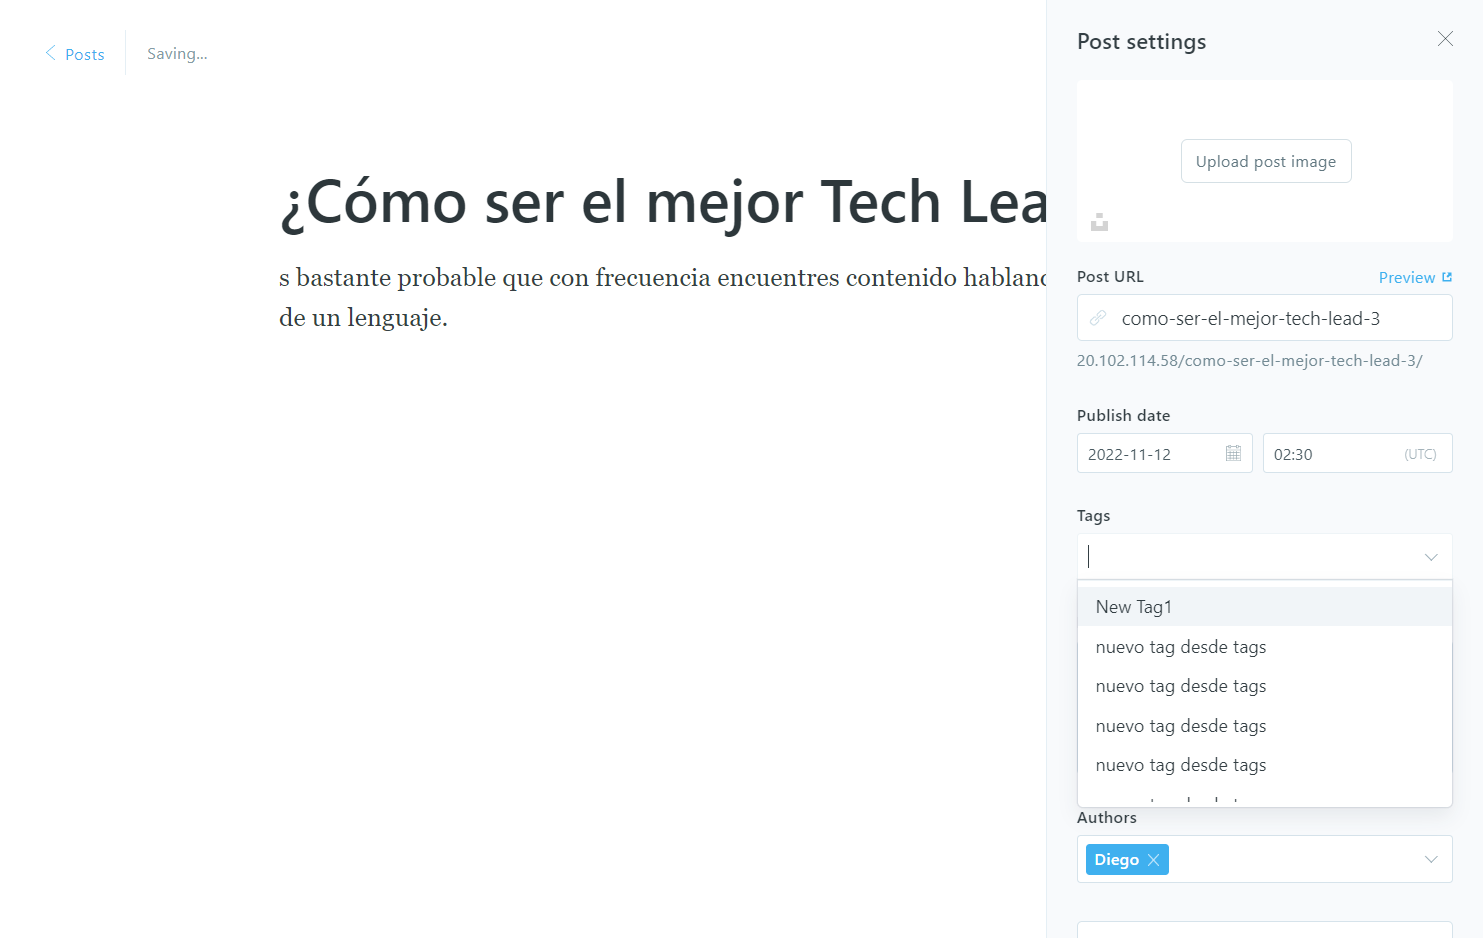 Posts
Saving...
¿Cómo ser el mejor Tech Lea
s bastante probable que con frecuencia encuentres contenido
de un lenguaje.
Post settings
Upload post image
Post URL
Preview
como-ser-el-mejor-tech-lead-3
20.102.114.58/como-ser-el-mejor-tech-lead-3/
Publish date
2022-11-12
02:30
(UTC)
Tags
New Tag1
nuevo tag desde tags
nuevo tag desde tags
nuevo tag desde tags
nuevo tag desde tags
Authors
Diego